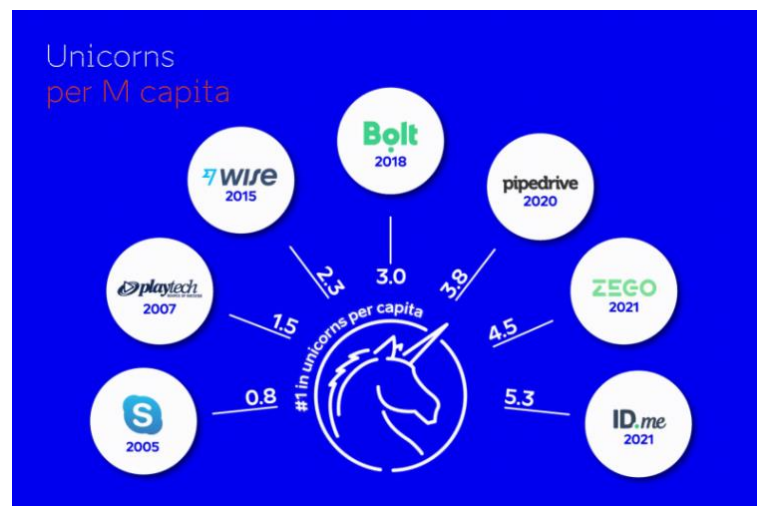 Unicorns
per M capita
Bolt
2018
wise
2015
pipedrive
2020
playtech
2007
ZEGO
2021
S
2005
ID.me
2021
0.8
1.5
2.3
3.0
3.8
4.5
5.3
#1 in unicorns per capita